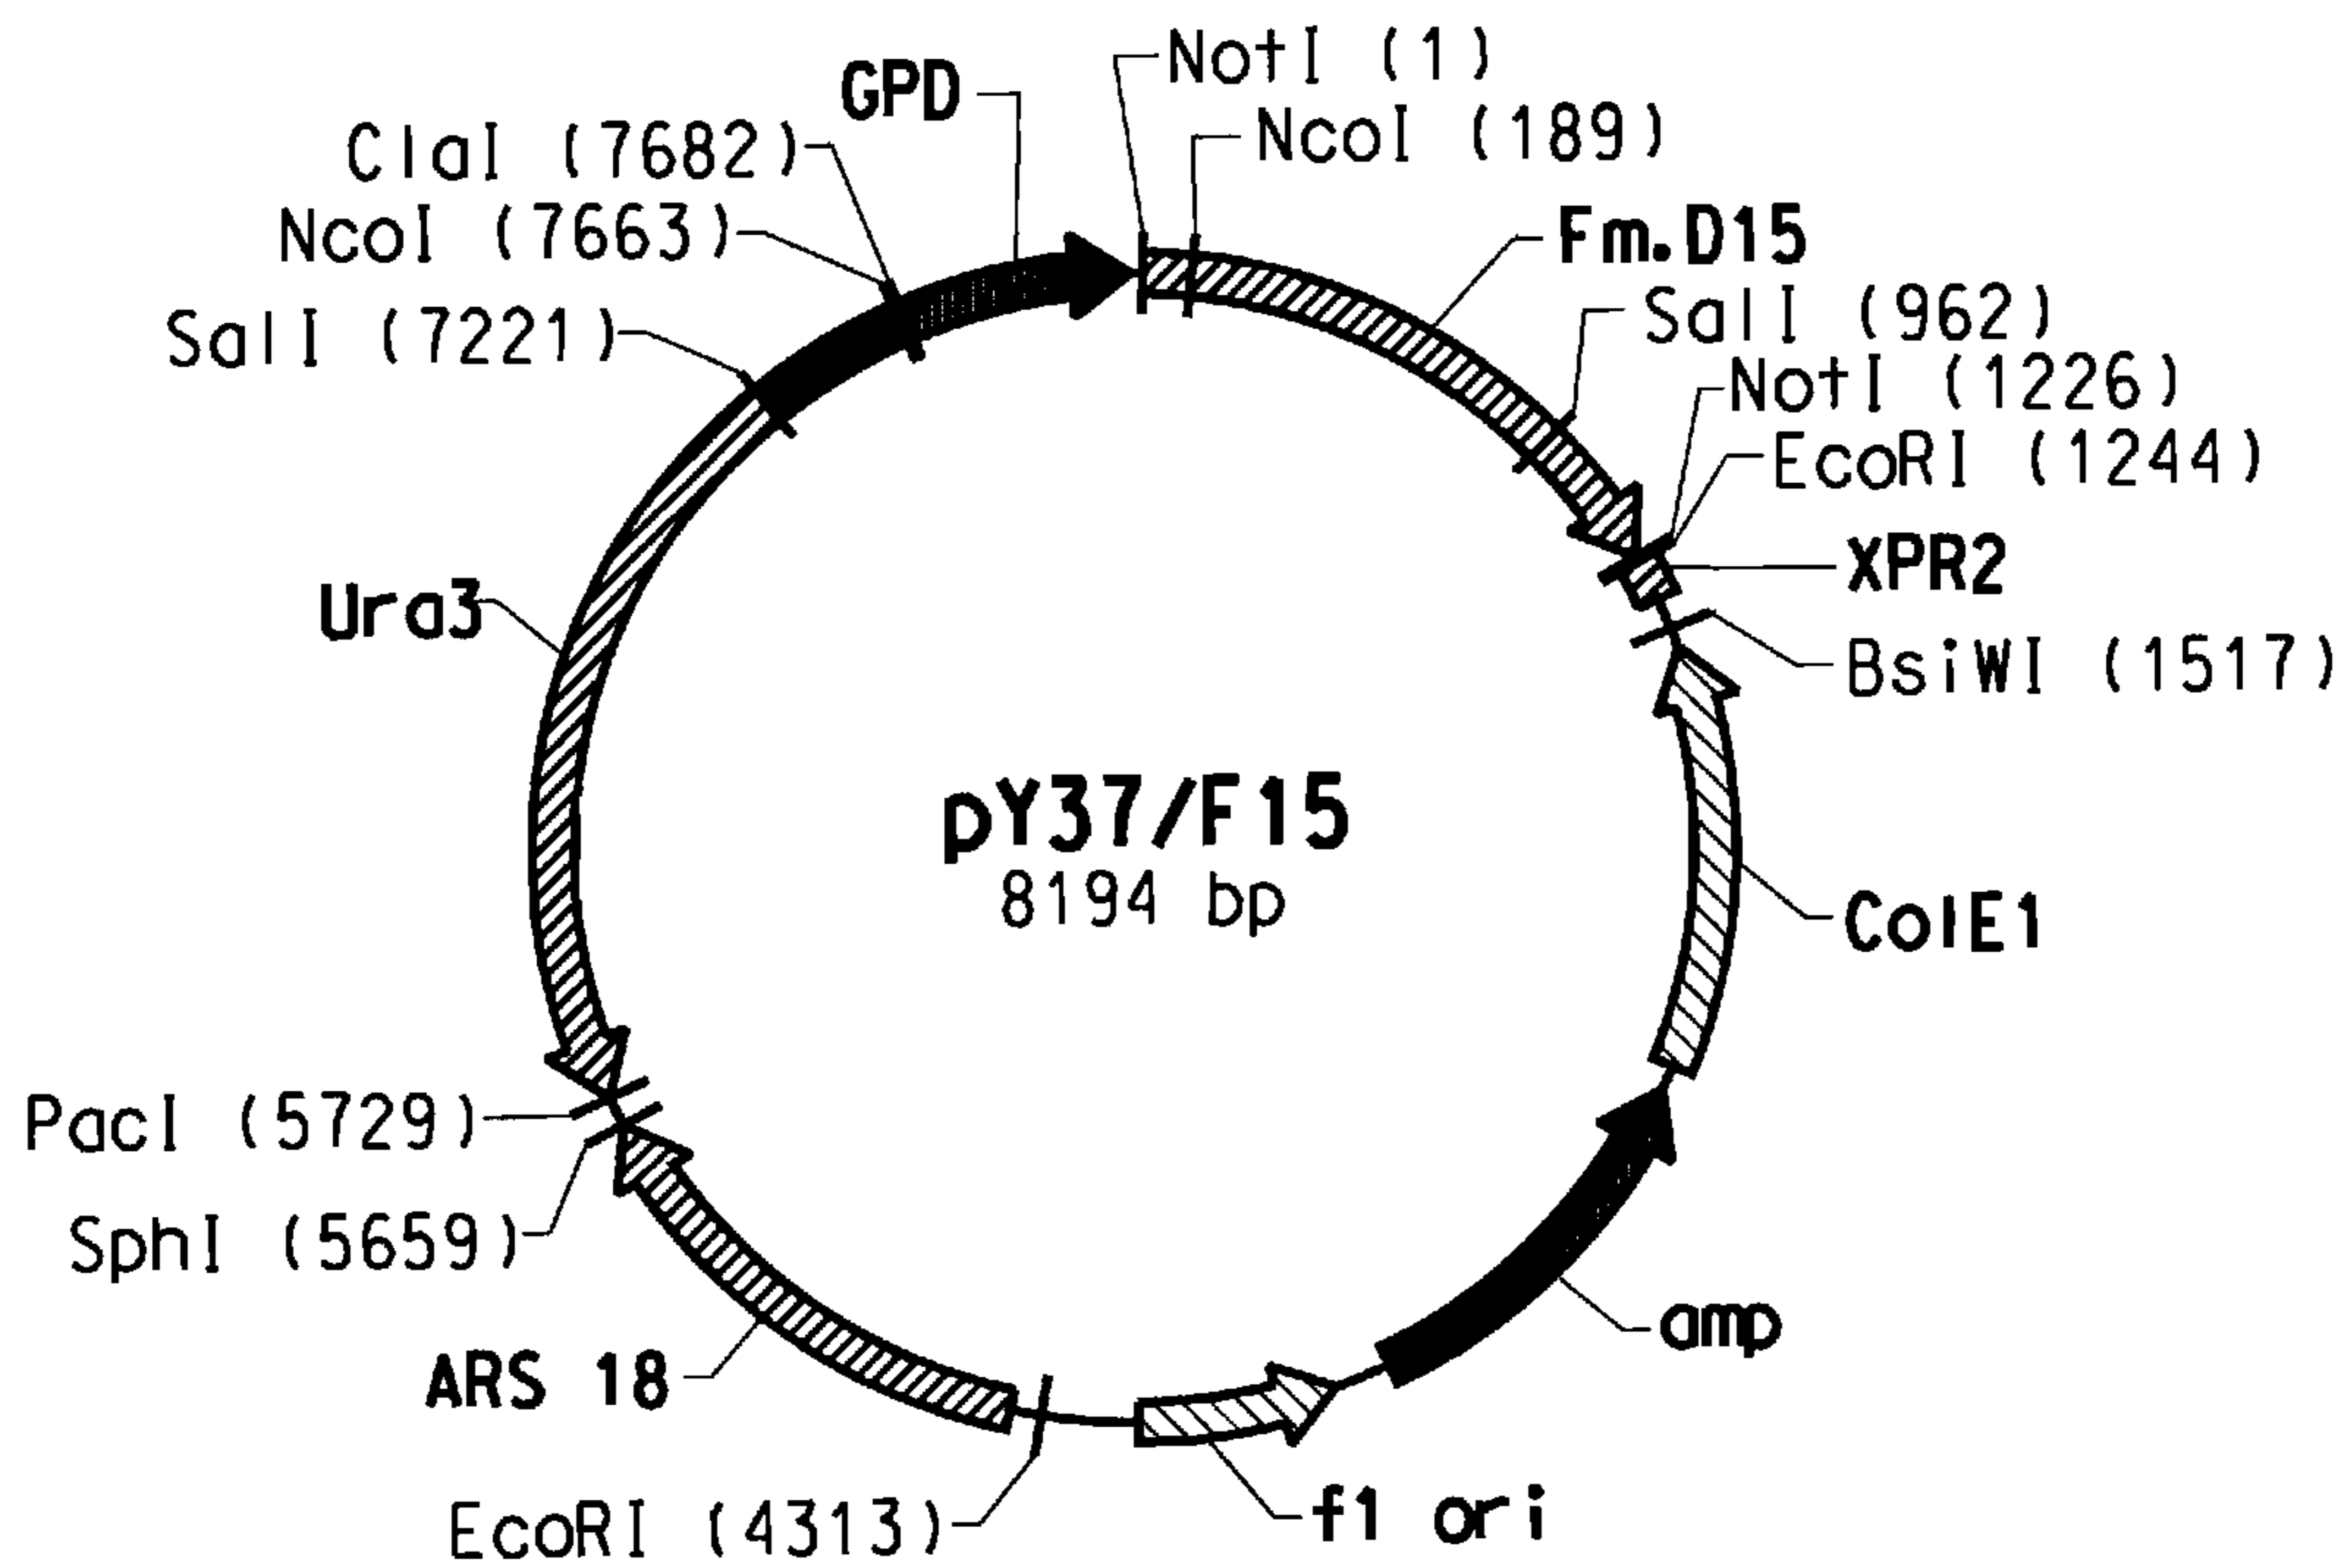 NotI (1)
GPD
NcoI (189)
ClaI (7682)
NcoI (7663)
Fm.D15
SalI (7221)
SalI (962)
NotI (1226)
EcoRI (1244)
XPR2
Ura3
BsiWI (1517)
pY37/F15
8194 bp
ColE1
PacI (5729)
SphI (5659)
amp
ARS 18
f1 ori
EcoRI (4313)